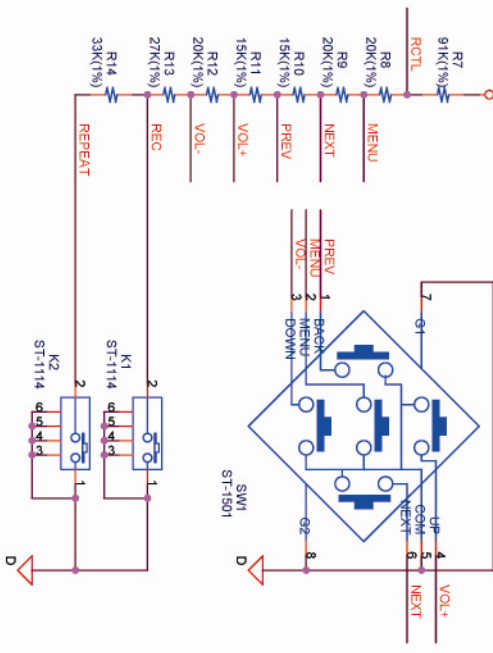 R14
33K(1%)
R13
27K(1%)
R12
20K(1%)
R11
15K(1%)
R10
15K(1%)
R9
20K(1%)
R8
20K(1%)
R7
91K(1%)
RCTL
REPEAT
REC
VOL-
VOL+
PREV
NEXT
MENU
VOL-
MENU
PREV
3
2
1
7
DOWN
MENU
BACK
G1
G2
NEXT
COM
UP
8
6
5
4
NEXT
VOL+
SW1
ST-1501
K2
ST-1114
2
6
5
4
3
1
K1
ST-1114
2
6
5
4
3
1
D
D